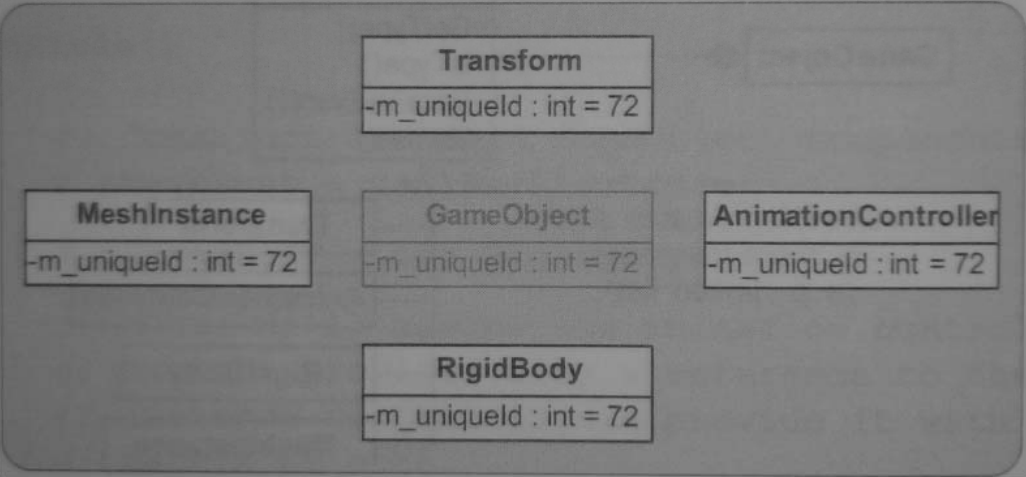 Transform
-m_uniqueId : int = 72
MeshInstance
-m_uniqueId : int = 72
GameObject
-m_uniqueId : int = 72
AnimationController
-m_uniqueId : int = 72
RigidBody
-m_uniqueId : int = 72